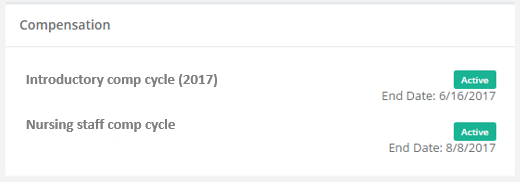 Compensation
Introductory comp cycle (2017)
Active
End Date: 6/16/2017
Nursing staff comp cycle
Active
End Date: 8/8/2017